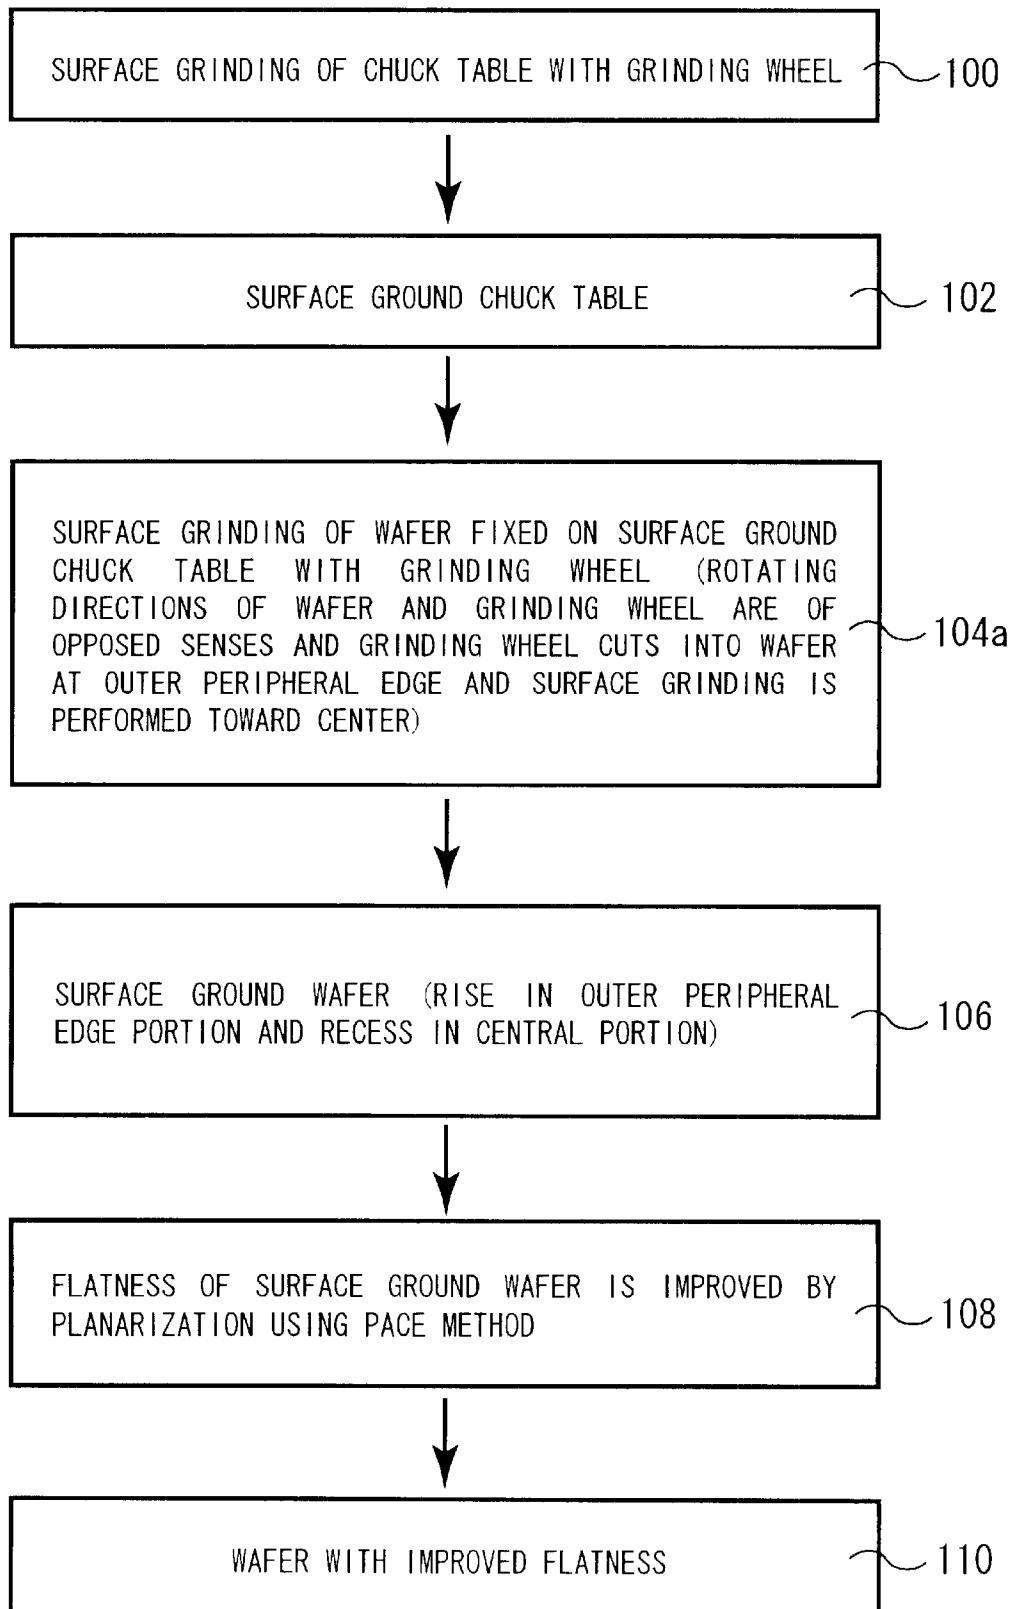 SURFACE GRINDING OF CHUCK TABLE WITH GRINDING WHEEL 100
SURFACE GROUND CHUCK TABLE 102
SURFACE GRINDING OF WAFER FIXED ON SURFACE GROUND
CHUCK TABLE WITH GRINDING WHEEL (ROTATING
DIRECTIONS OF WAFER AND GRINDING WHEEL ARE OF
OPPOSED SENSES AND GRINDING WHEEL CUTS INTO WAFER 104a
AT OUTER PERIPHERAL EDGE AND SURFACE GRINDING IS
PERFORMED TOWARD CENTER)
SURFACE GROUND WAFER (RISE IN OUTER PERIPHERAL
EDGE PORTION AND RECESS IN CENTRAL PORTION) 106
FLATNESS OF SURFACE GROUND WAFER IS IMPROVED BY
PLANARIZATION USING PACE METHOD 108
WAFER WITH IMPROVED FLATNESS 110